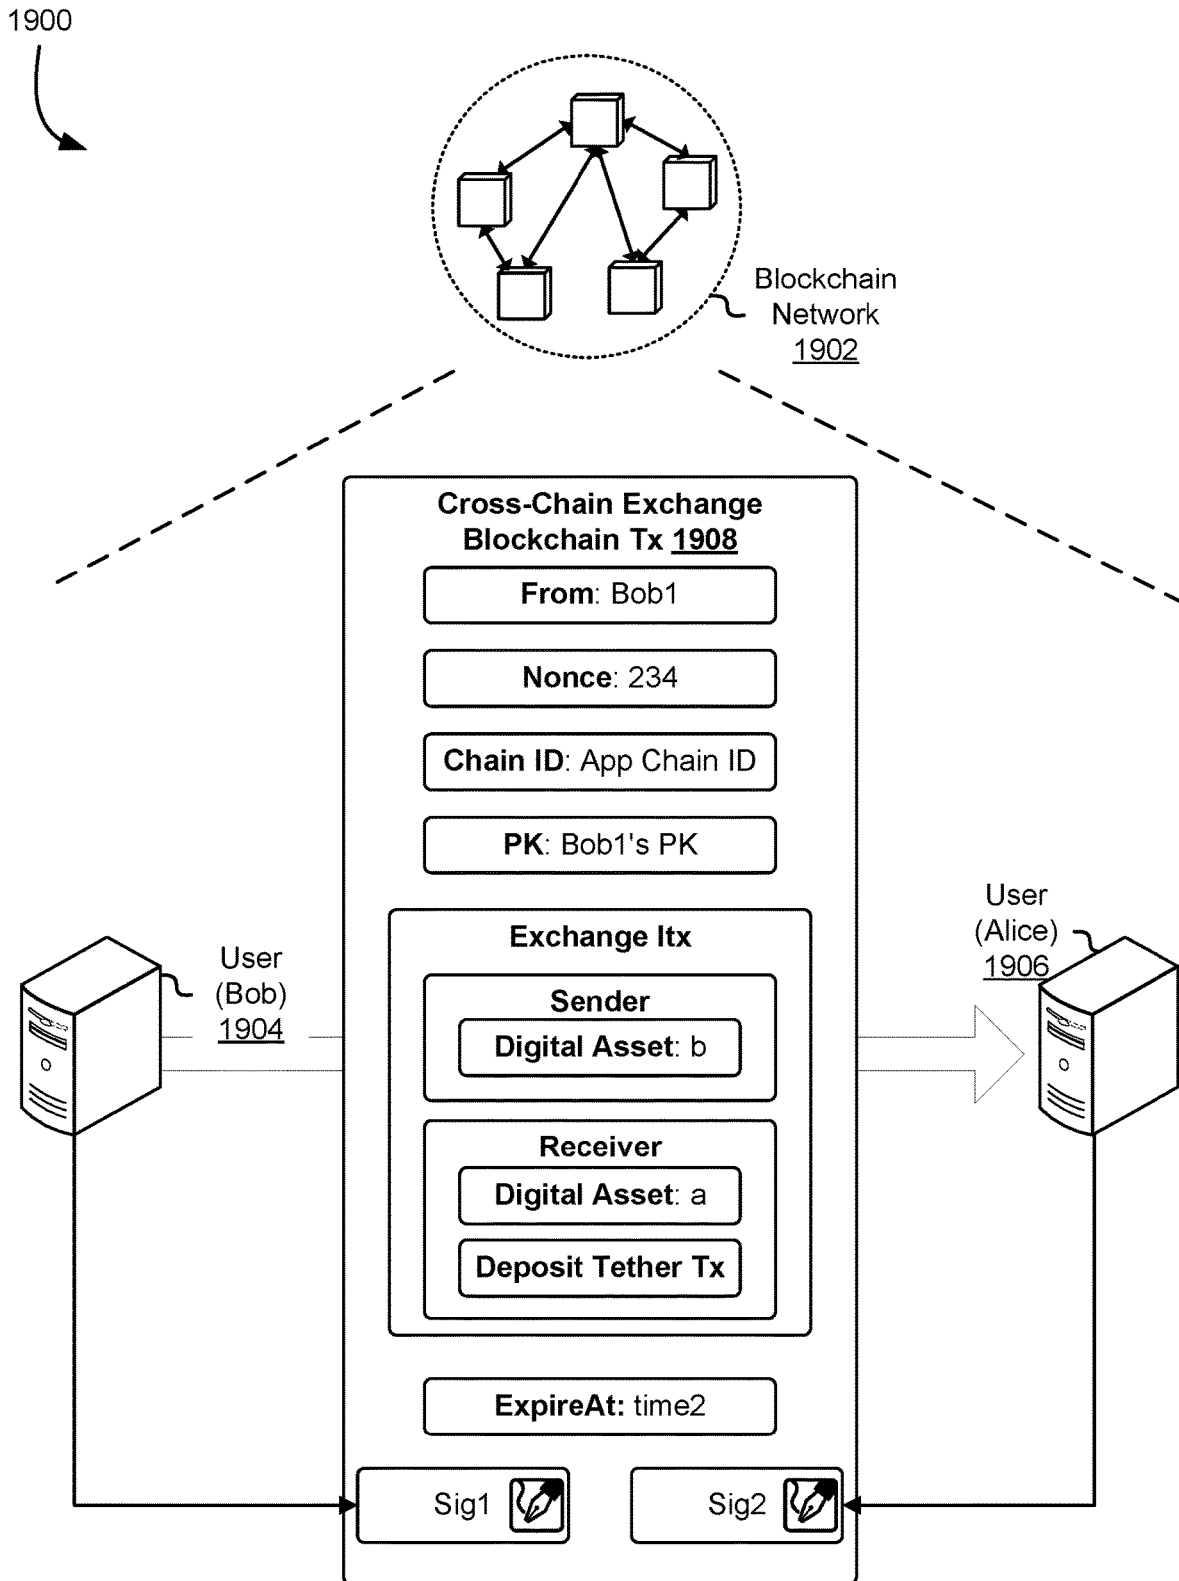 1900
Blockchain
Network
1902
Cross-Chain Exchange
Blockchain Tx 1908
From: Bob1
Nonce: 234
Chain ID: App Chain ID
PK: Bob1's PK
User
(Bob)
1904
User
(Alice)
1906
Exchange Itx
Sender
Digital Asset: b
Receiver
Digital Asset: a
Deposit Tether Tx
ExpireAt: time2
Sig1
Sig2